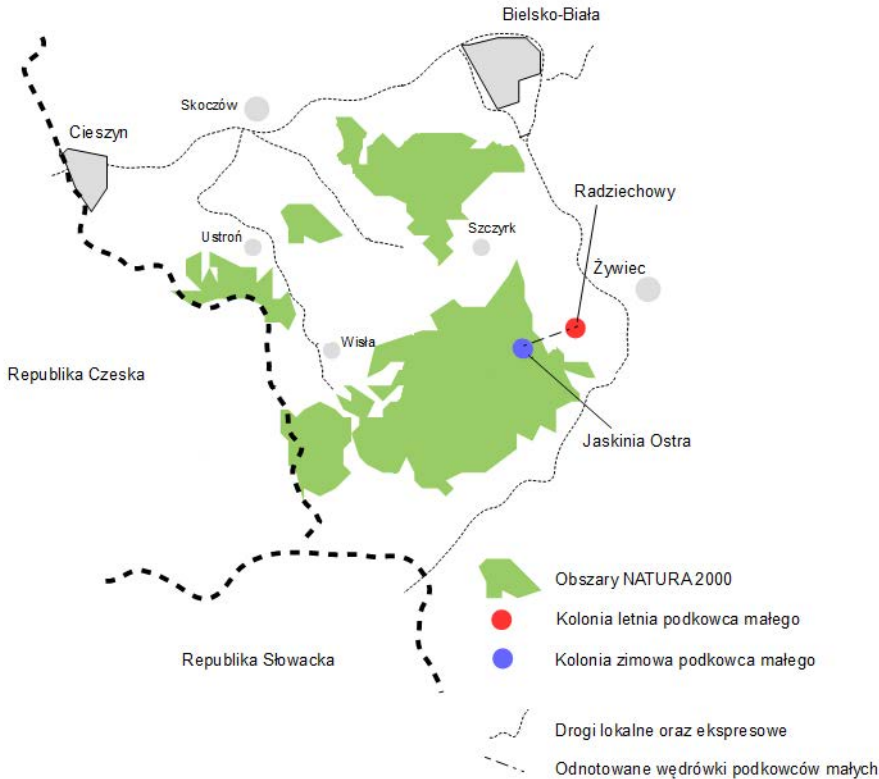 Bielsko-Biała
Skoczów
Cieszyn
Radziechowy
Ustroń
Szczyrk
Żywiec
Wisła
Republika Czeska
Jaskinia Ostra
Obszary NATURA 2000
Kolonia letnia podkowca małego
Kolonia zimowa podkowca małego
Republika Słowacka
Drogi lokalne oraz ekspresowe
Odnotowane wędrówki podkowców małych